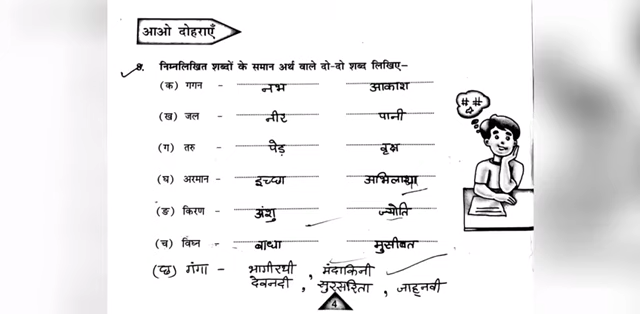 आओ दोहराएँ
१. निम्नलिखित शब्दों के समान अर्थ वाले दो-दो शब्द लिखिए-
(क) गगन - नभ आकाश
(ख) जल - नीर पानी
(ग) तरु - पेड़ वृक्ष
(घ) अरमान - इच्छा अभिलाषा
(ङ) किरण - अंशु ज्योति
(च) विघ्न - बाधा मुसीबत
(छ) गंगा - भागीरथी , मंदाकिनी
देवनदी , सुरसरिता , जाह्नवी
4